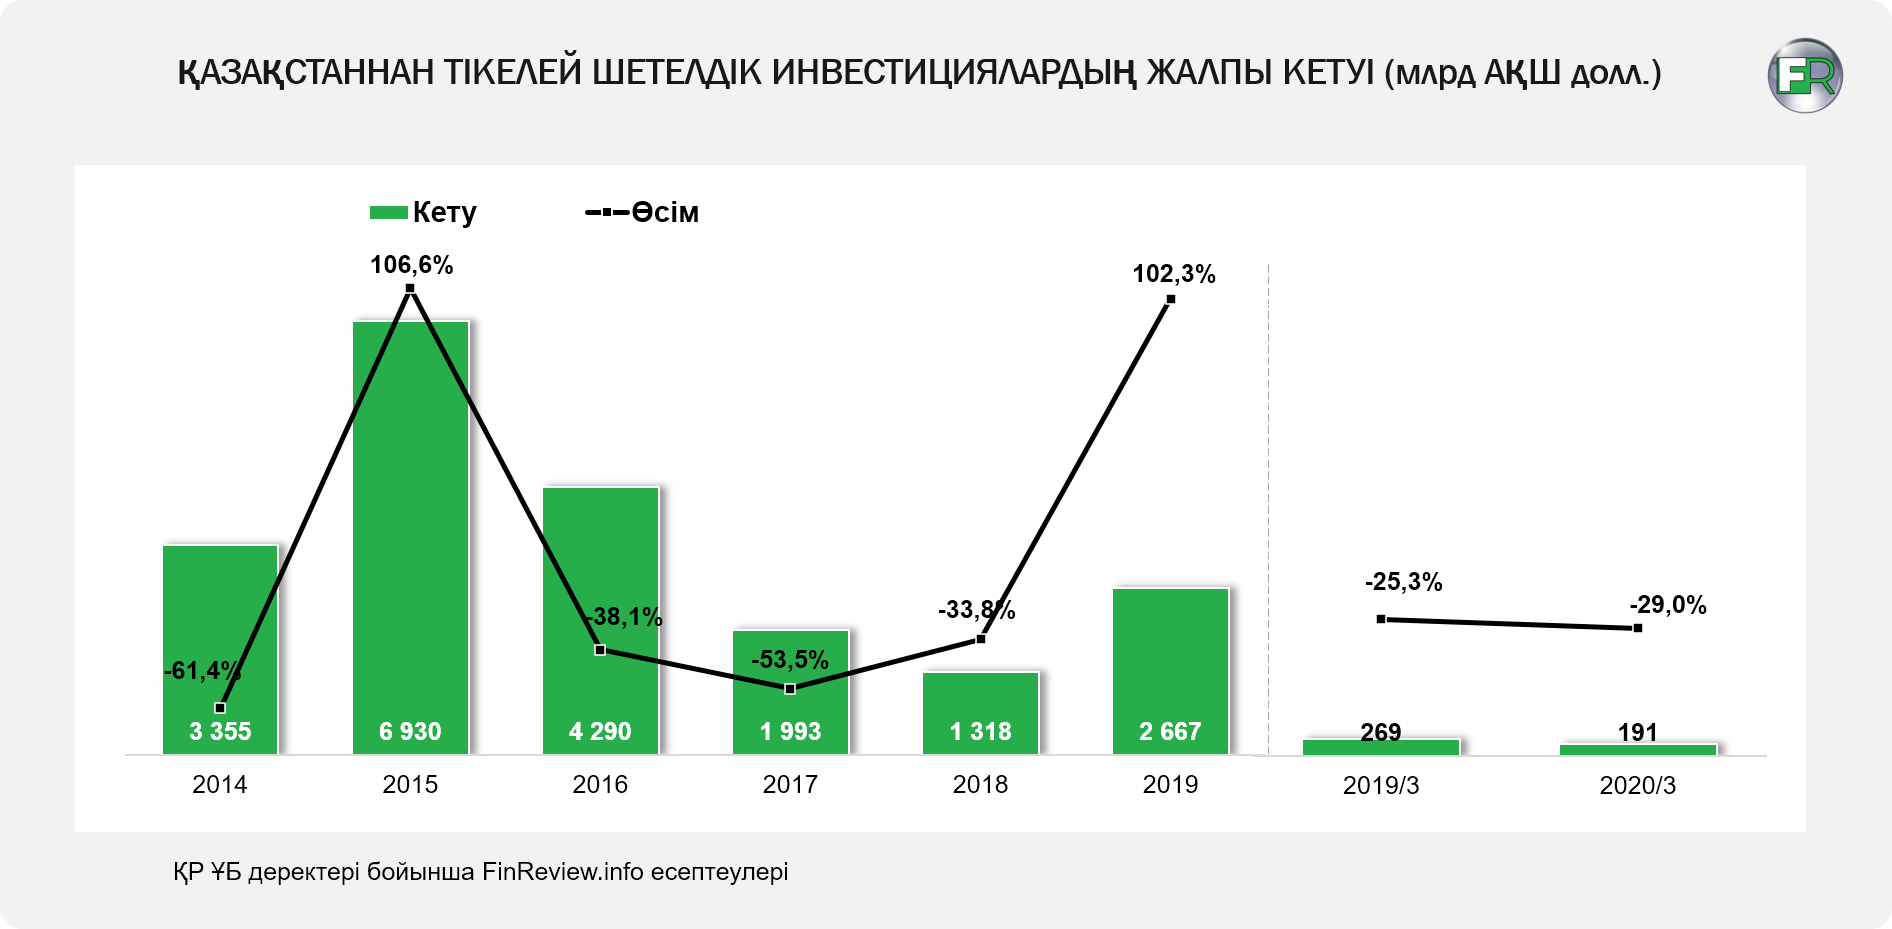 ҚАЗАҚСТАННАН ТІКЕЛЕЙ ШЕТЕЛДІК ИНВЕСТИЦИЯЛАРДЫҢ ЖАЛПЫ КЕТУІ (млрд АҚШ долл.)
FR
Кету Өсім
106,6% 102,3%
-25,3%
-38,1% -33,8% -29,0%
-61,4% -53,5%
3 355 6 930 4 290 1 993 1 318 2 667 269 191
2014 2015 2016 2017 2018 2019 2019/3 2020/3
ҚР ҰБ деректері бойынша FinReview.info есептеулері